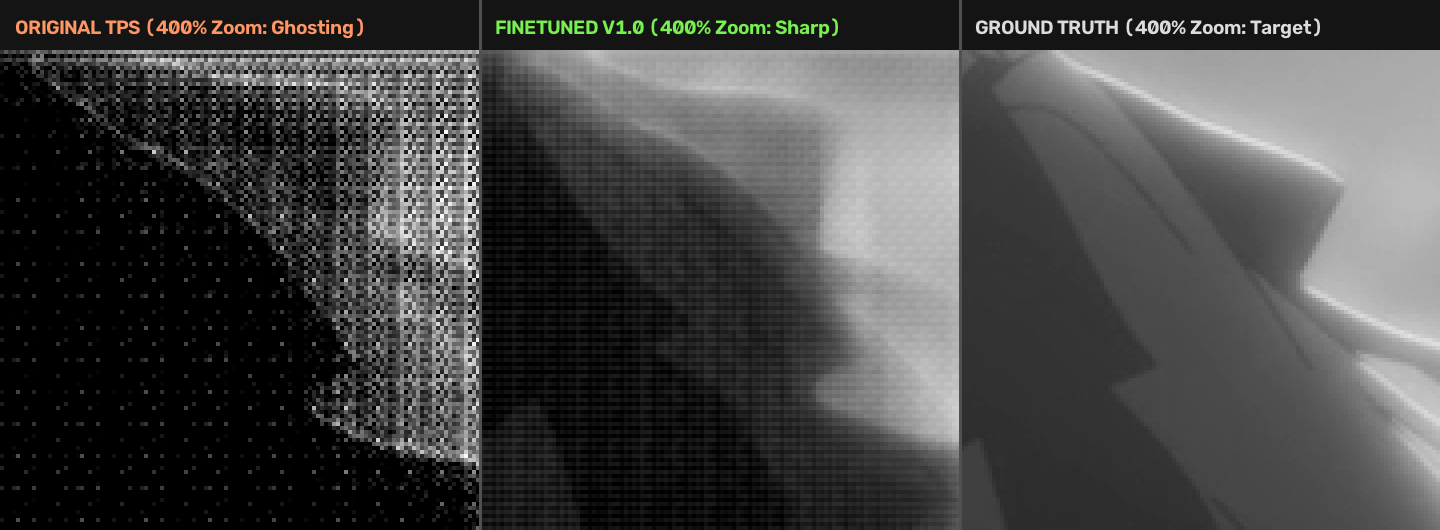 ORIGINAL TPS (400% Zoom: Ghosting)
FINETUNED V1.0 (400% Zoom: Sharp)
GROUND TRUTH (400% Zoom: Target)